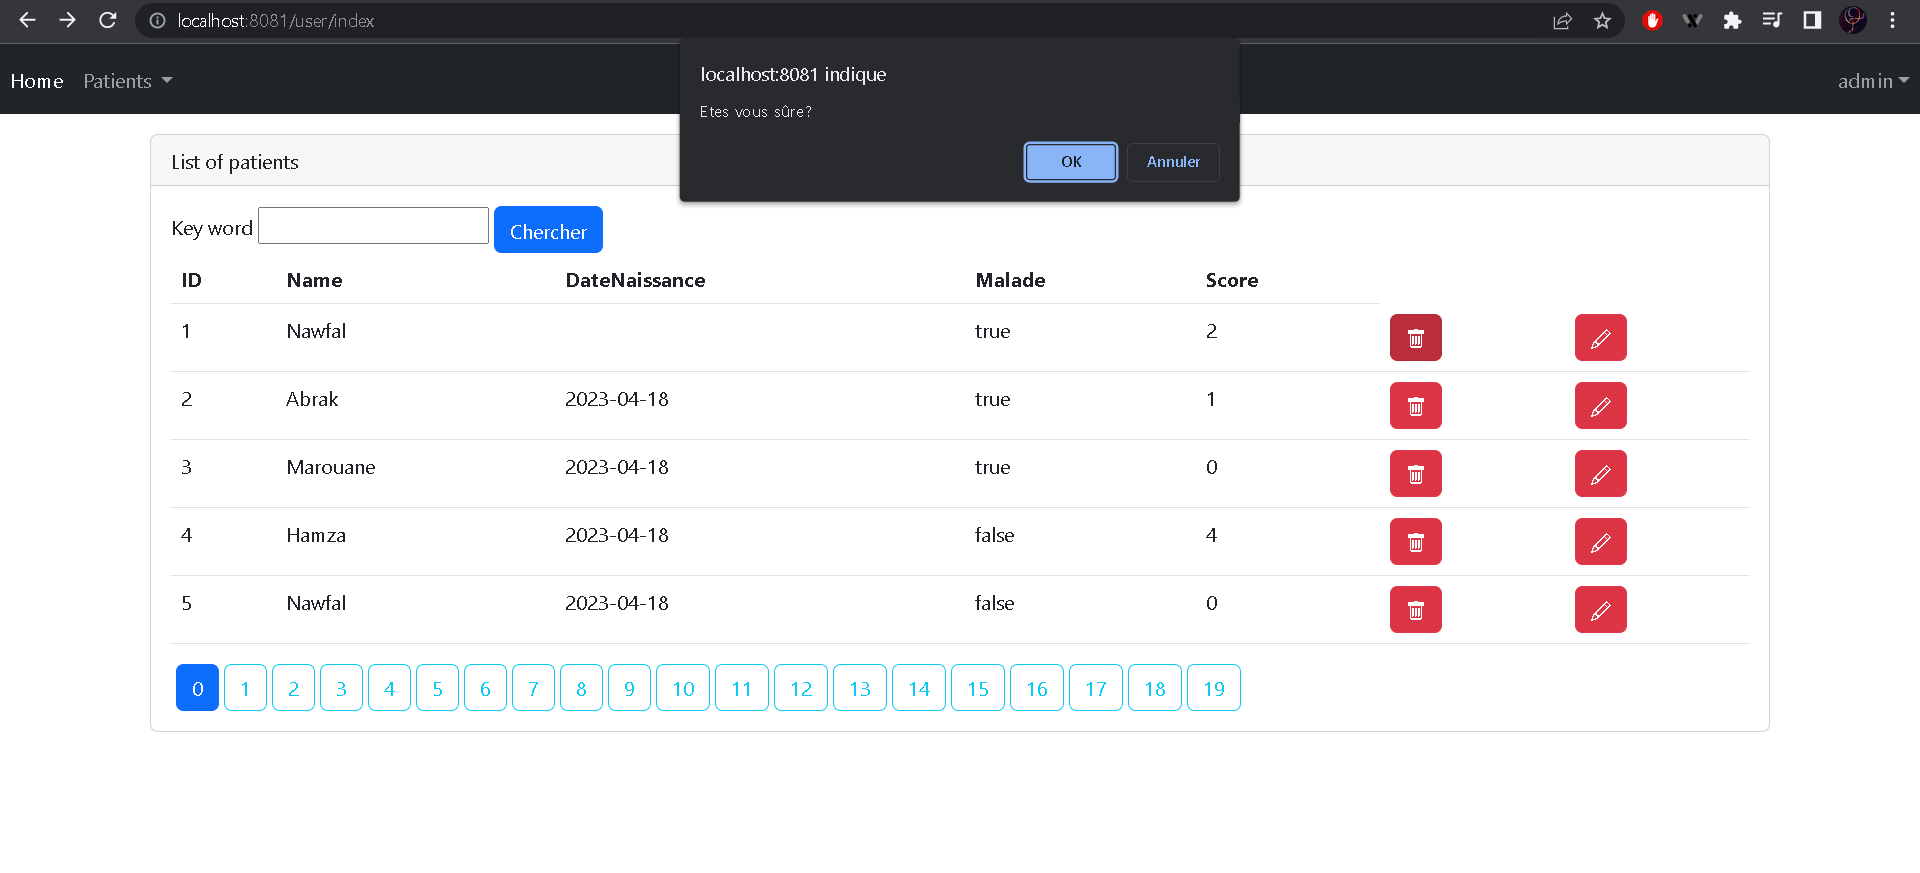 localhost:8081/user/index
Home Patients admin
localhost:8081 indique
Etes vous sûre?
OK Annuler
List of patients
Key word Chercher
ID Name DateNaissance Malade Score
1 Nawfal true 2
2 Abrak 2023-04-18 true 1
3 Marouane 2023-04-18 true 0
4 Hamza 2023-04-18 false 4
5 Nawfal 2023-04-18 false 0
0 1 2 3 4 5 6 7 8 9 10 11 12 13 14 15 16 17 18 19